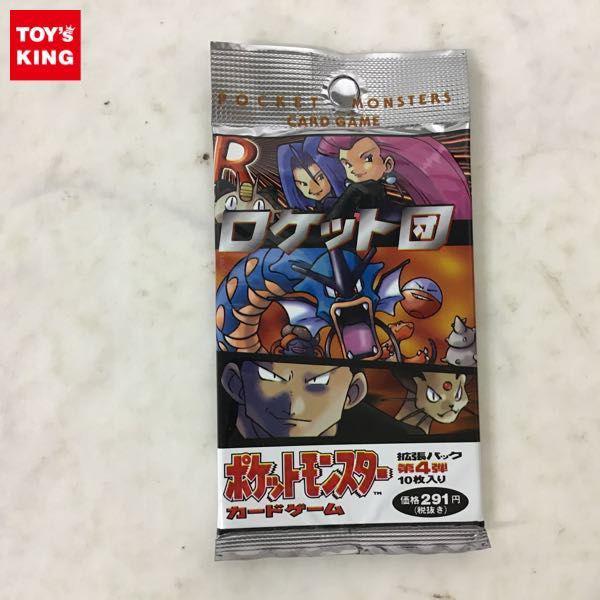 TOY'S
KING
POCKET MONSTERS
CARD GAME
R
ロケット団
ポケットモンスター™
カードゲーム
拡張パック
第4弾
10枚入り
価格291円
(税抜き)